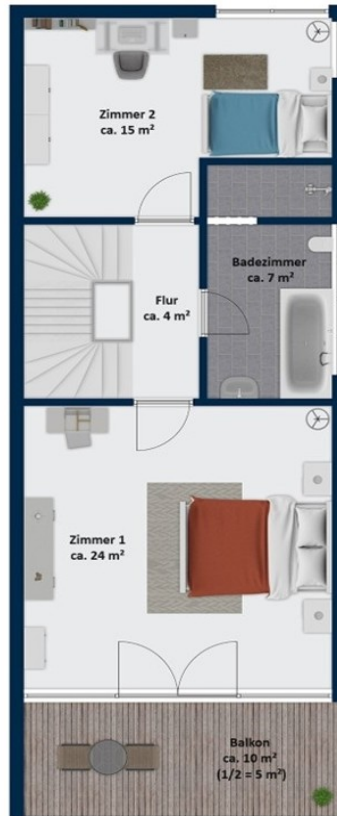 Zimmer 2
ca. 15 m²
Badezimmer
ca. 7 m²
Flur
ca. 4 m²
Zimmer 1
ca. 24 m²
Balkon
ca. 10 m²
(1/2 = 5 m²)